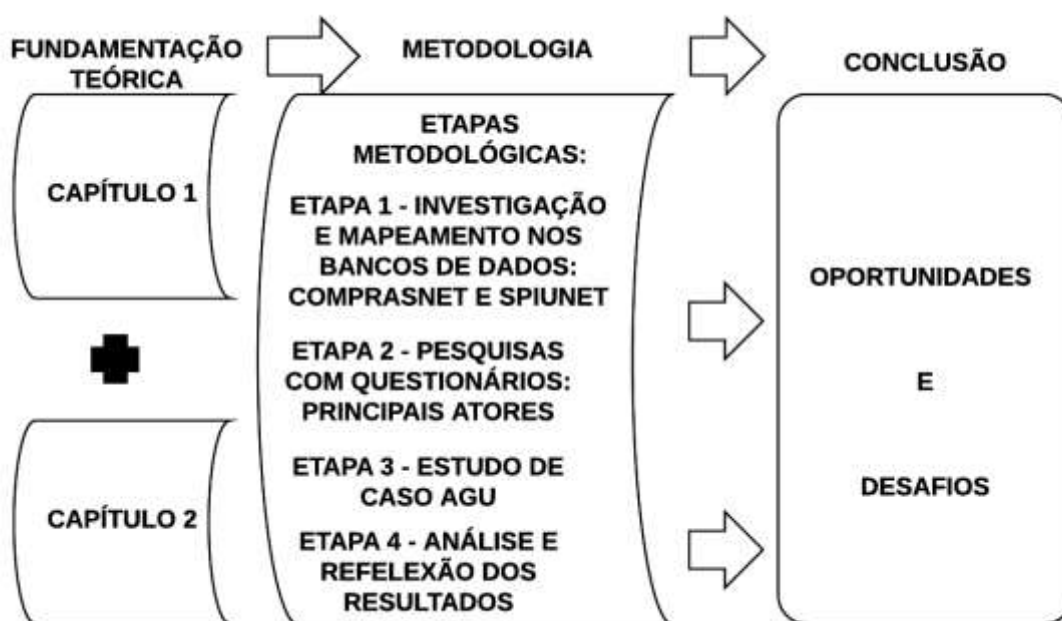 FUNDAMENTAÇÃO
TEÓRICA
CAPÍTULO 1
CAPÍTULO 2
METODOLOGIA
ETAPAS
METODOLÓGICAS:
ETAPA 1 - INVESTIGAÇÃO
E MAPEAMENTO NOS
BANCOS DE DADOS:
COMPRASNET E SPIUNET
ETAPA 2 - PESQUISAS
COM QUESTIONÁRIOS:
PRINCIPAIS ATORES
ETAPA 3 - ESTUDO DE
CASO AGU
ETAPA 4 - ANÁLISE E
REFELEXÃO DOS
RESULTADOS
CONCLUSÃO
OPORTUNIDADES
E
DESAFIOS